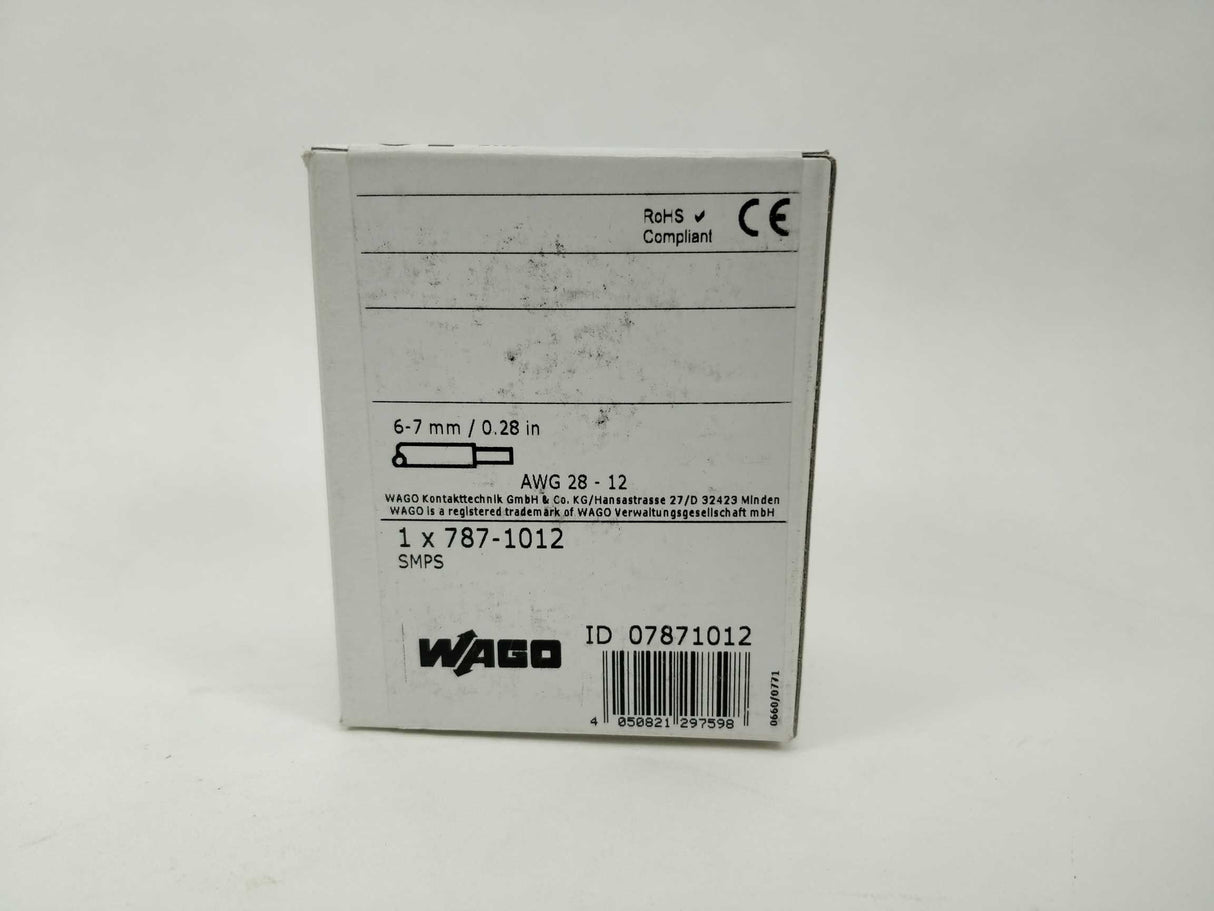 RoHS ✓ CE
Compliant
6-7 mm / 0.28 in
AWG 28 - 12
WAGO Kontakttechnik GmbH & Co. KG/Hansastrasse 27/D 32423 Minden
WAGO is a registered trademark of WAGO Verwaltungsgesellschaft mbH
1 x 787-1012
SMPS
WAGO
ID 07871012
4 050821 297598
0660/0771